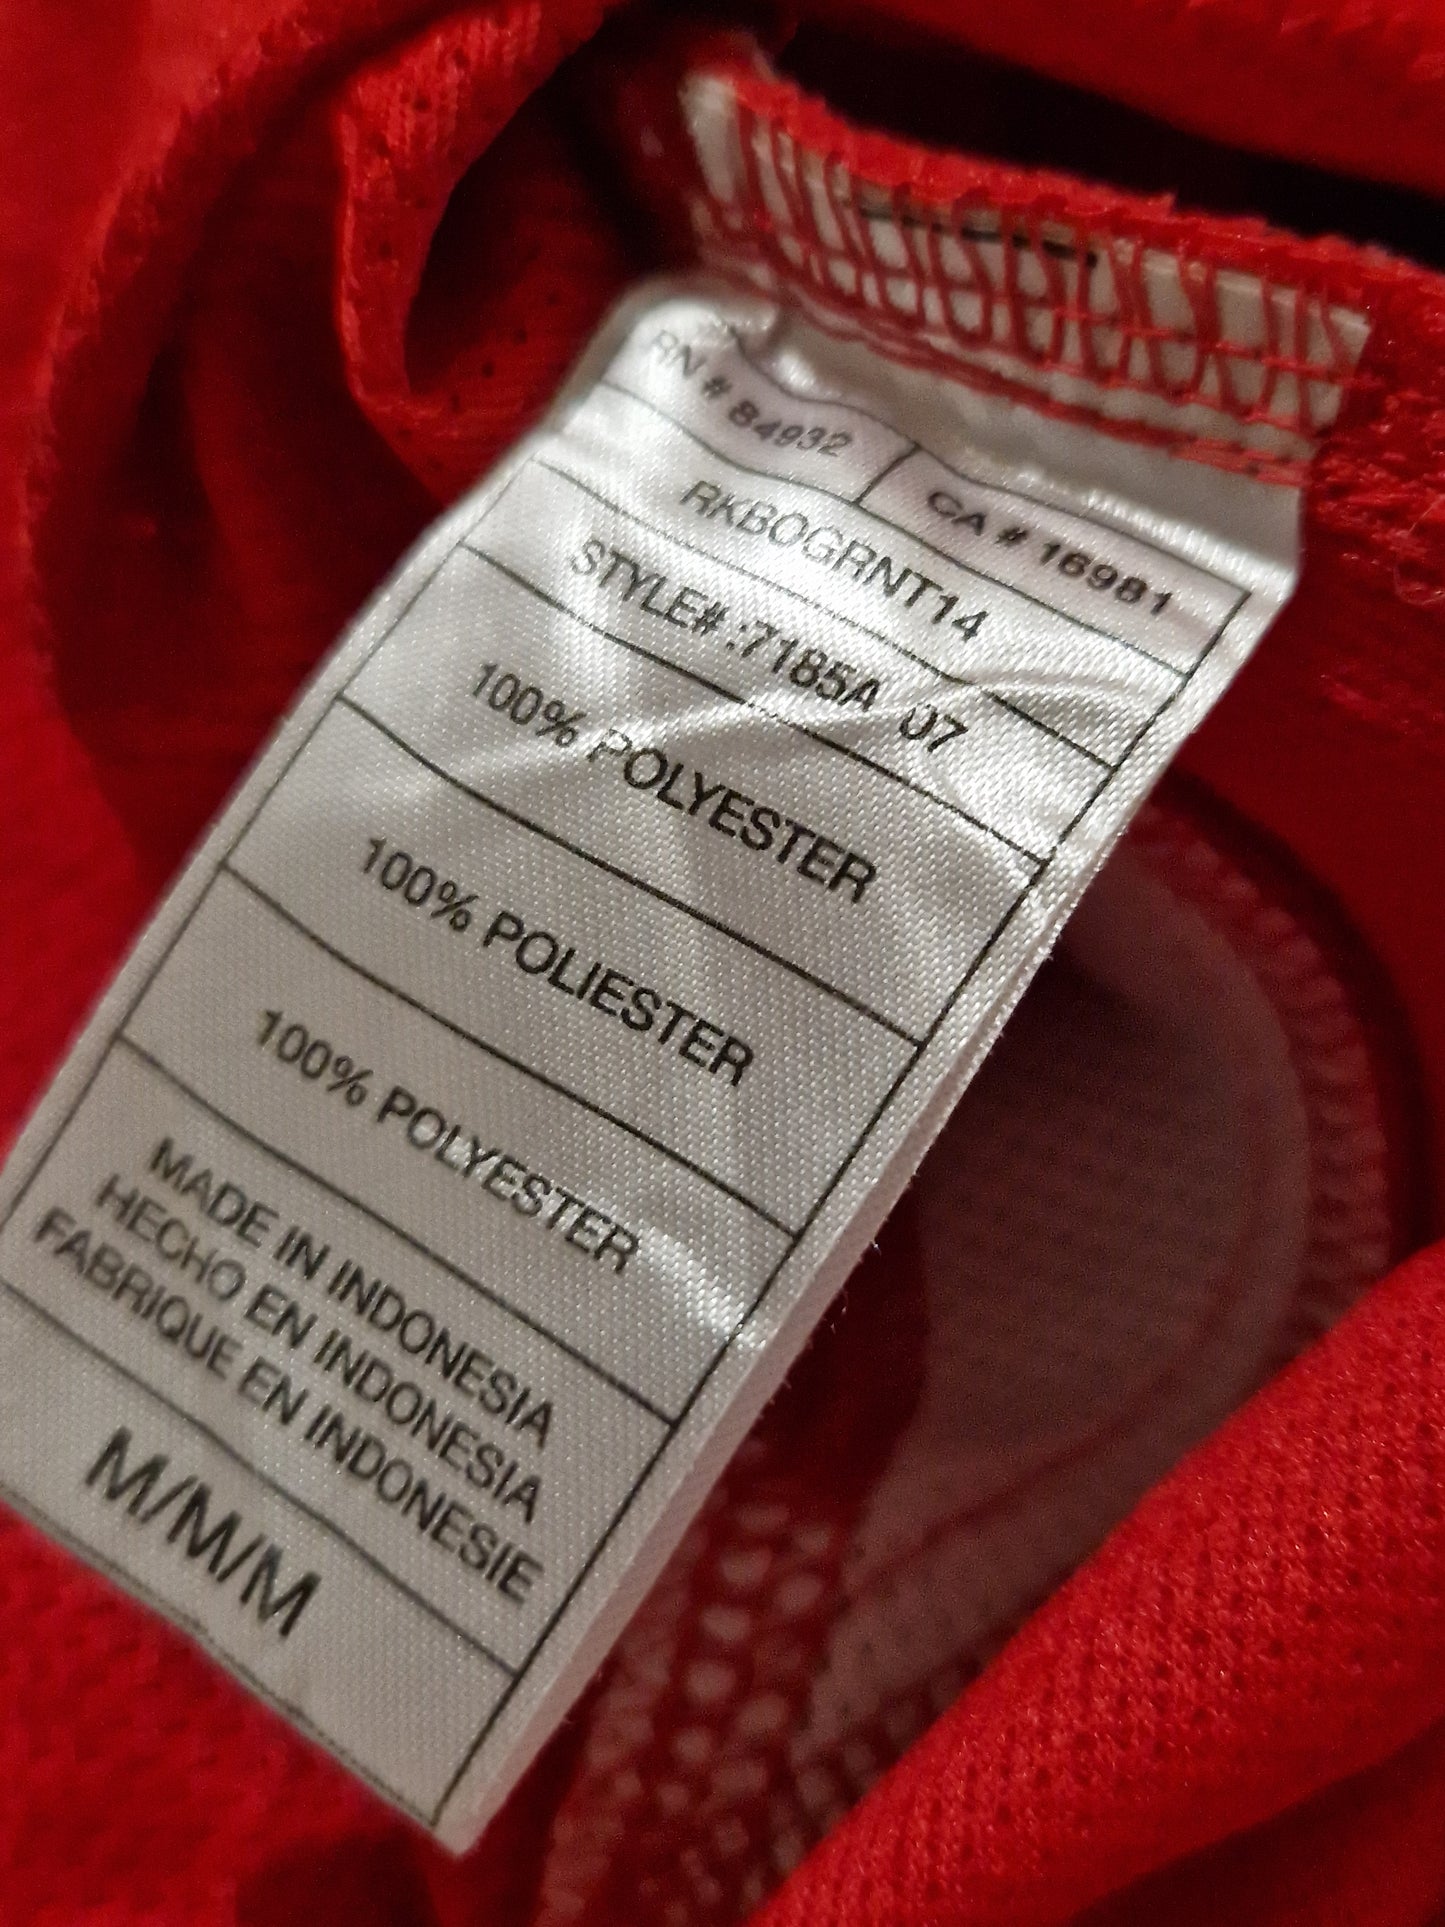 RN # 84932 CA # 16981
RKBOGRNT14
STYLE# :7185A 07
100% POLYESTER
100% POLIESTER
100% POLYESTER
MADE IN INDONESIA
HECHO EN INDONESIA
FABRIQUE EN INDONESIE
M/M/M